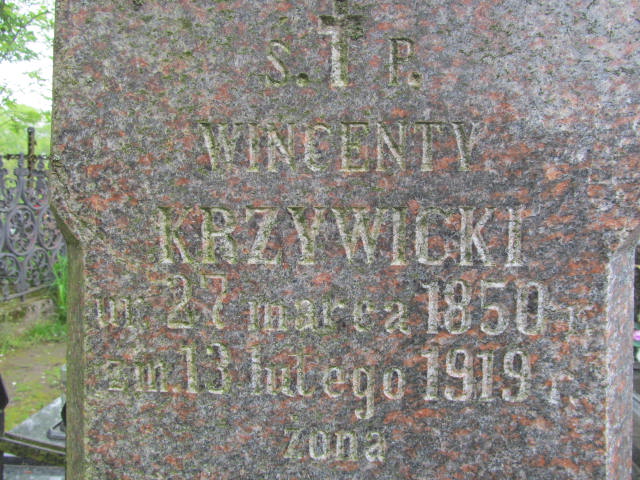 Ś. † P.
WINCENTY
KRZYWICKI
ur. 27 marca 1850 r.
zm. 13 lutego 1919 r.
żona